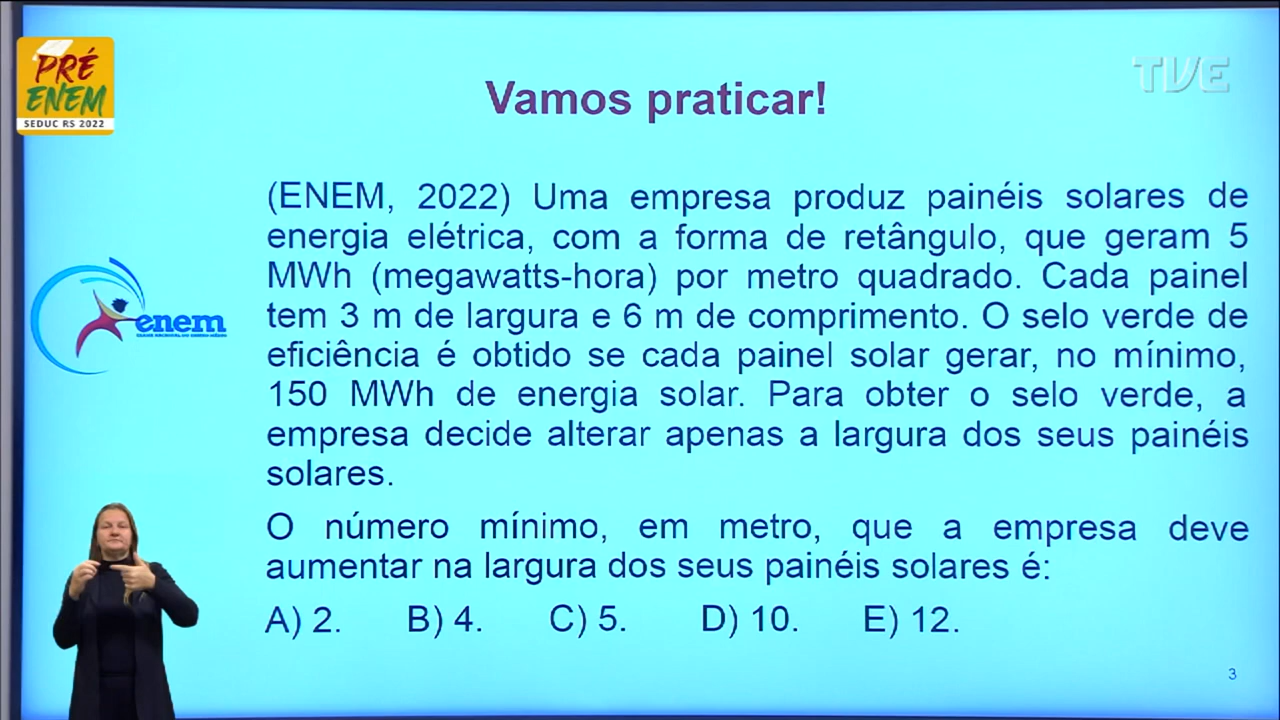 PRÉ
ENEM
SEDUC RS 2022
TVE
Vamos praticar!
(ENEM, 2022) Uma empresa produz painéis solares de
energia elétrica, com a forma de retângulo, que geram 5
MWh (megawatts-hora) por metro quadrado. Cada painel
tem 3 m de largura e 6 m de comprimento. O selo verde de
eficiência é obtido se cada painel solar gerar, no mínimo,
150 MWh de energia solar. Para obter o selo verde, a
empresa decide alterar apenas a largura dos seus painéis
solares.
enem
O número mínimo, em metro, que a empresa deve
aumentar na largura dos seus painéis solares é:
A) 2. B) 4. C) 5. D) 10. E) 12.
3